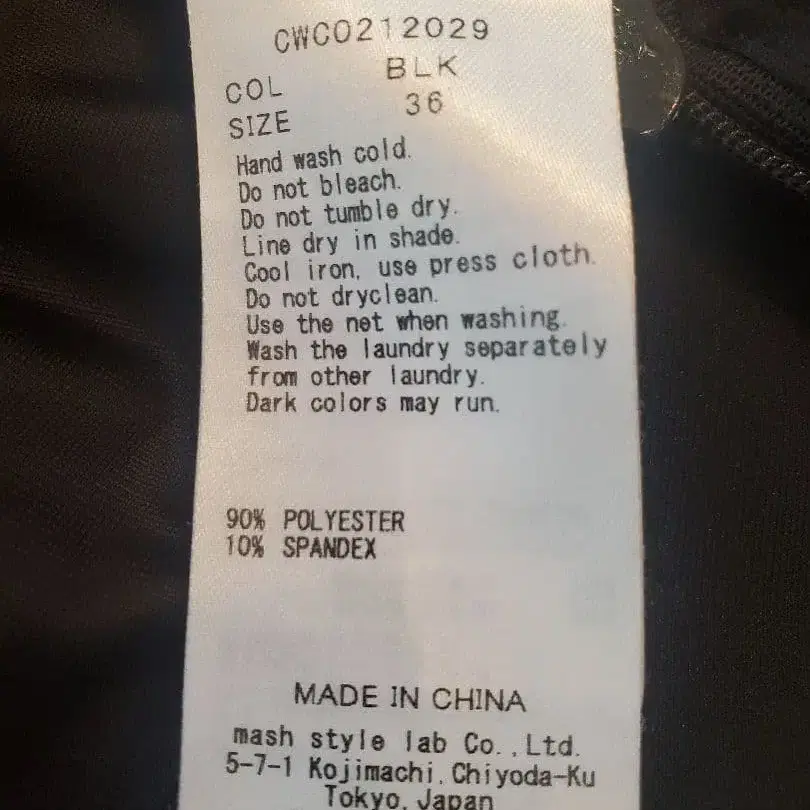 CWCO212029
COL BLK
SIZE 36
Hand wash cold.
Do not bleach.
Do not tumble dry.
Line dry in shade.
Cool iron, use press cloth.
Do not dryclean.
Use the net when washing.
Wash the laundry separately
from other laundry.
Dark colors may run.
90% POLYESTER
10% SPANDEX
MADE IN CHINA
mash style lab Co.,Ltd.
5-7-1 Kojimachi,Chiyoda-Ku
Tokyo,Japan